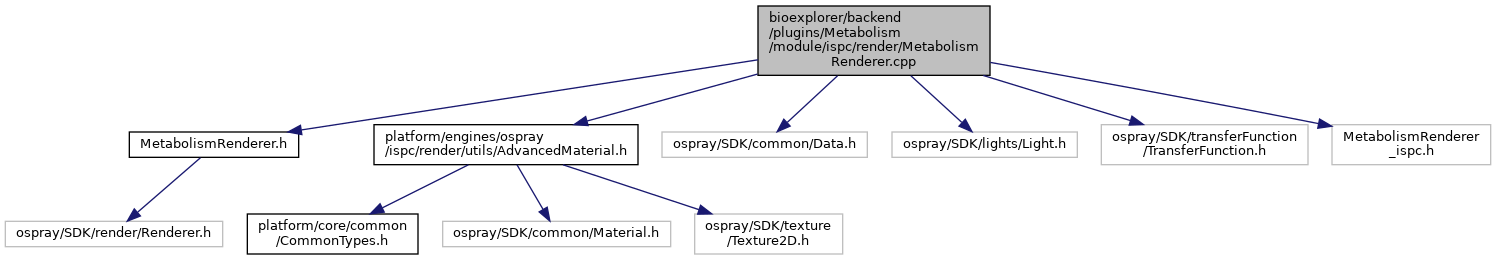 bioexplorer/backend
/plugins/Metabolism
/module/ispc/render/Metabolism
Renderer.cpp
MetabolismRenderer.h
platform/engines/ospray
/ispc/render/utils/AdvancedMaterial.h
ospray/SDK/common/Data.h
ospray/SDK/lights/Light.h
ospray/SDK/transferFunction
/TransferFunction.h
MetabolismRenderer
_ispc.h
ospray/SDK/render/Renderer.h
platform/core/common
/CommonTypes.h
ospray/SDK/common/Material.h
ospray/SDK/texture
/Texture2D.h